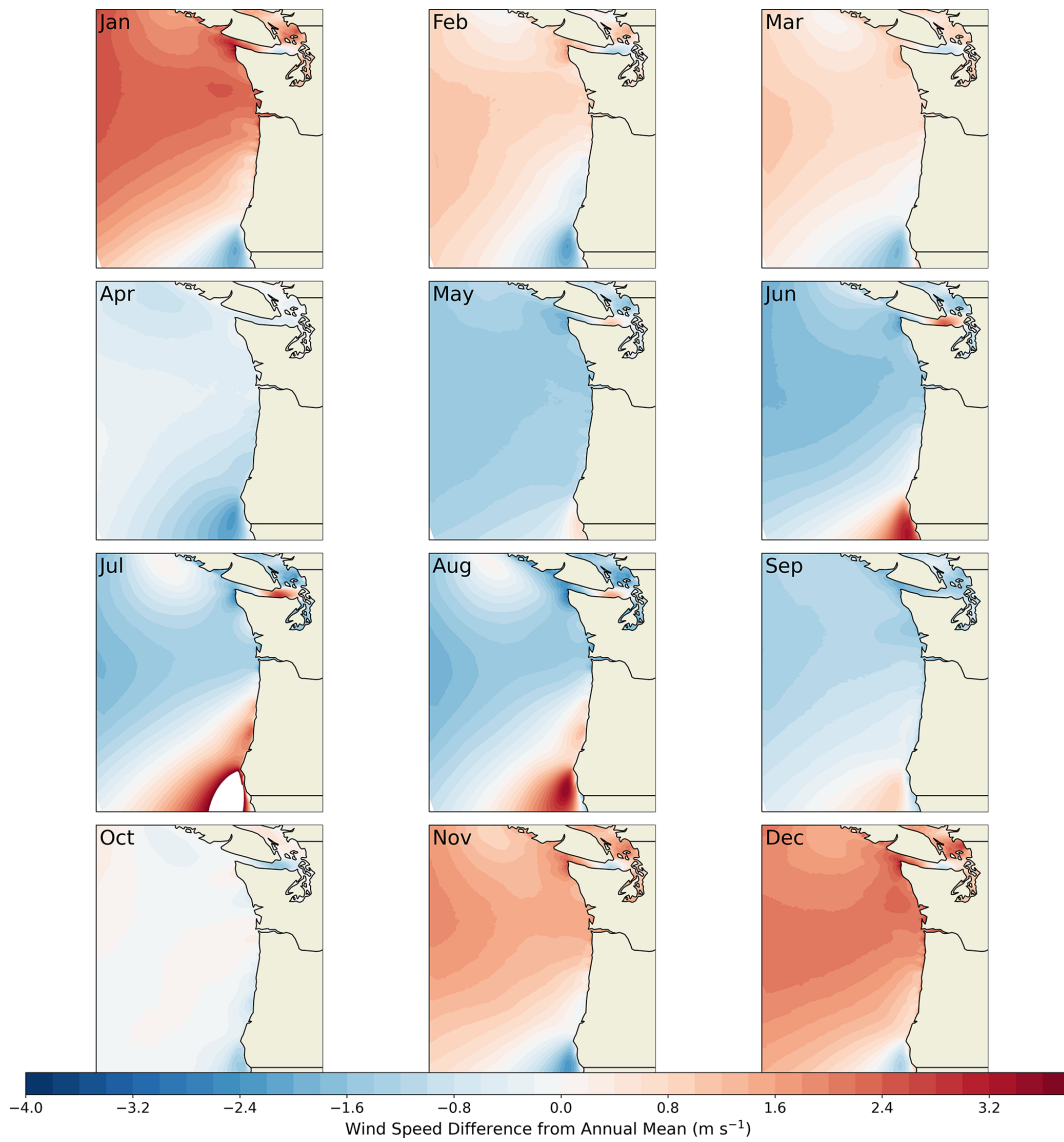 Jan Feb Mar
Apr May Jun
Jul Aug Sep
Oct Nov Dec
−4.0 −3.2 −2.4 −1.6 −0.8 0.0 0.8 1.6 2.4 3.2
Wind Speed Difference from Annual Mean (m s⁻¹)